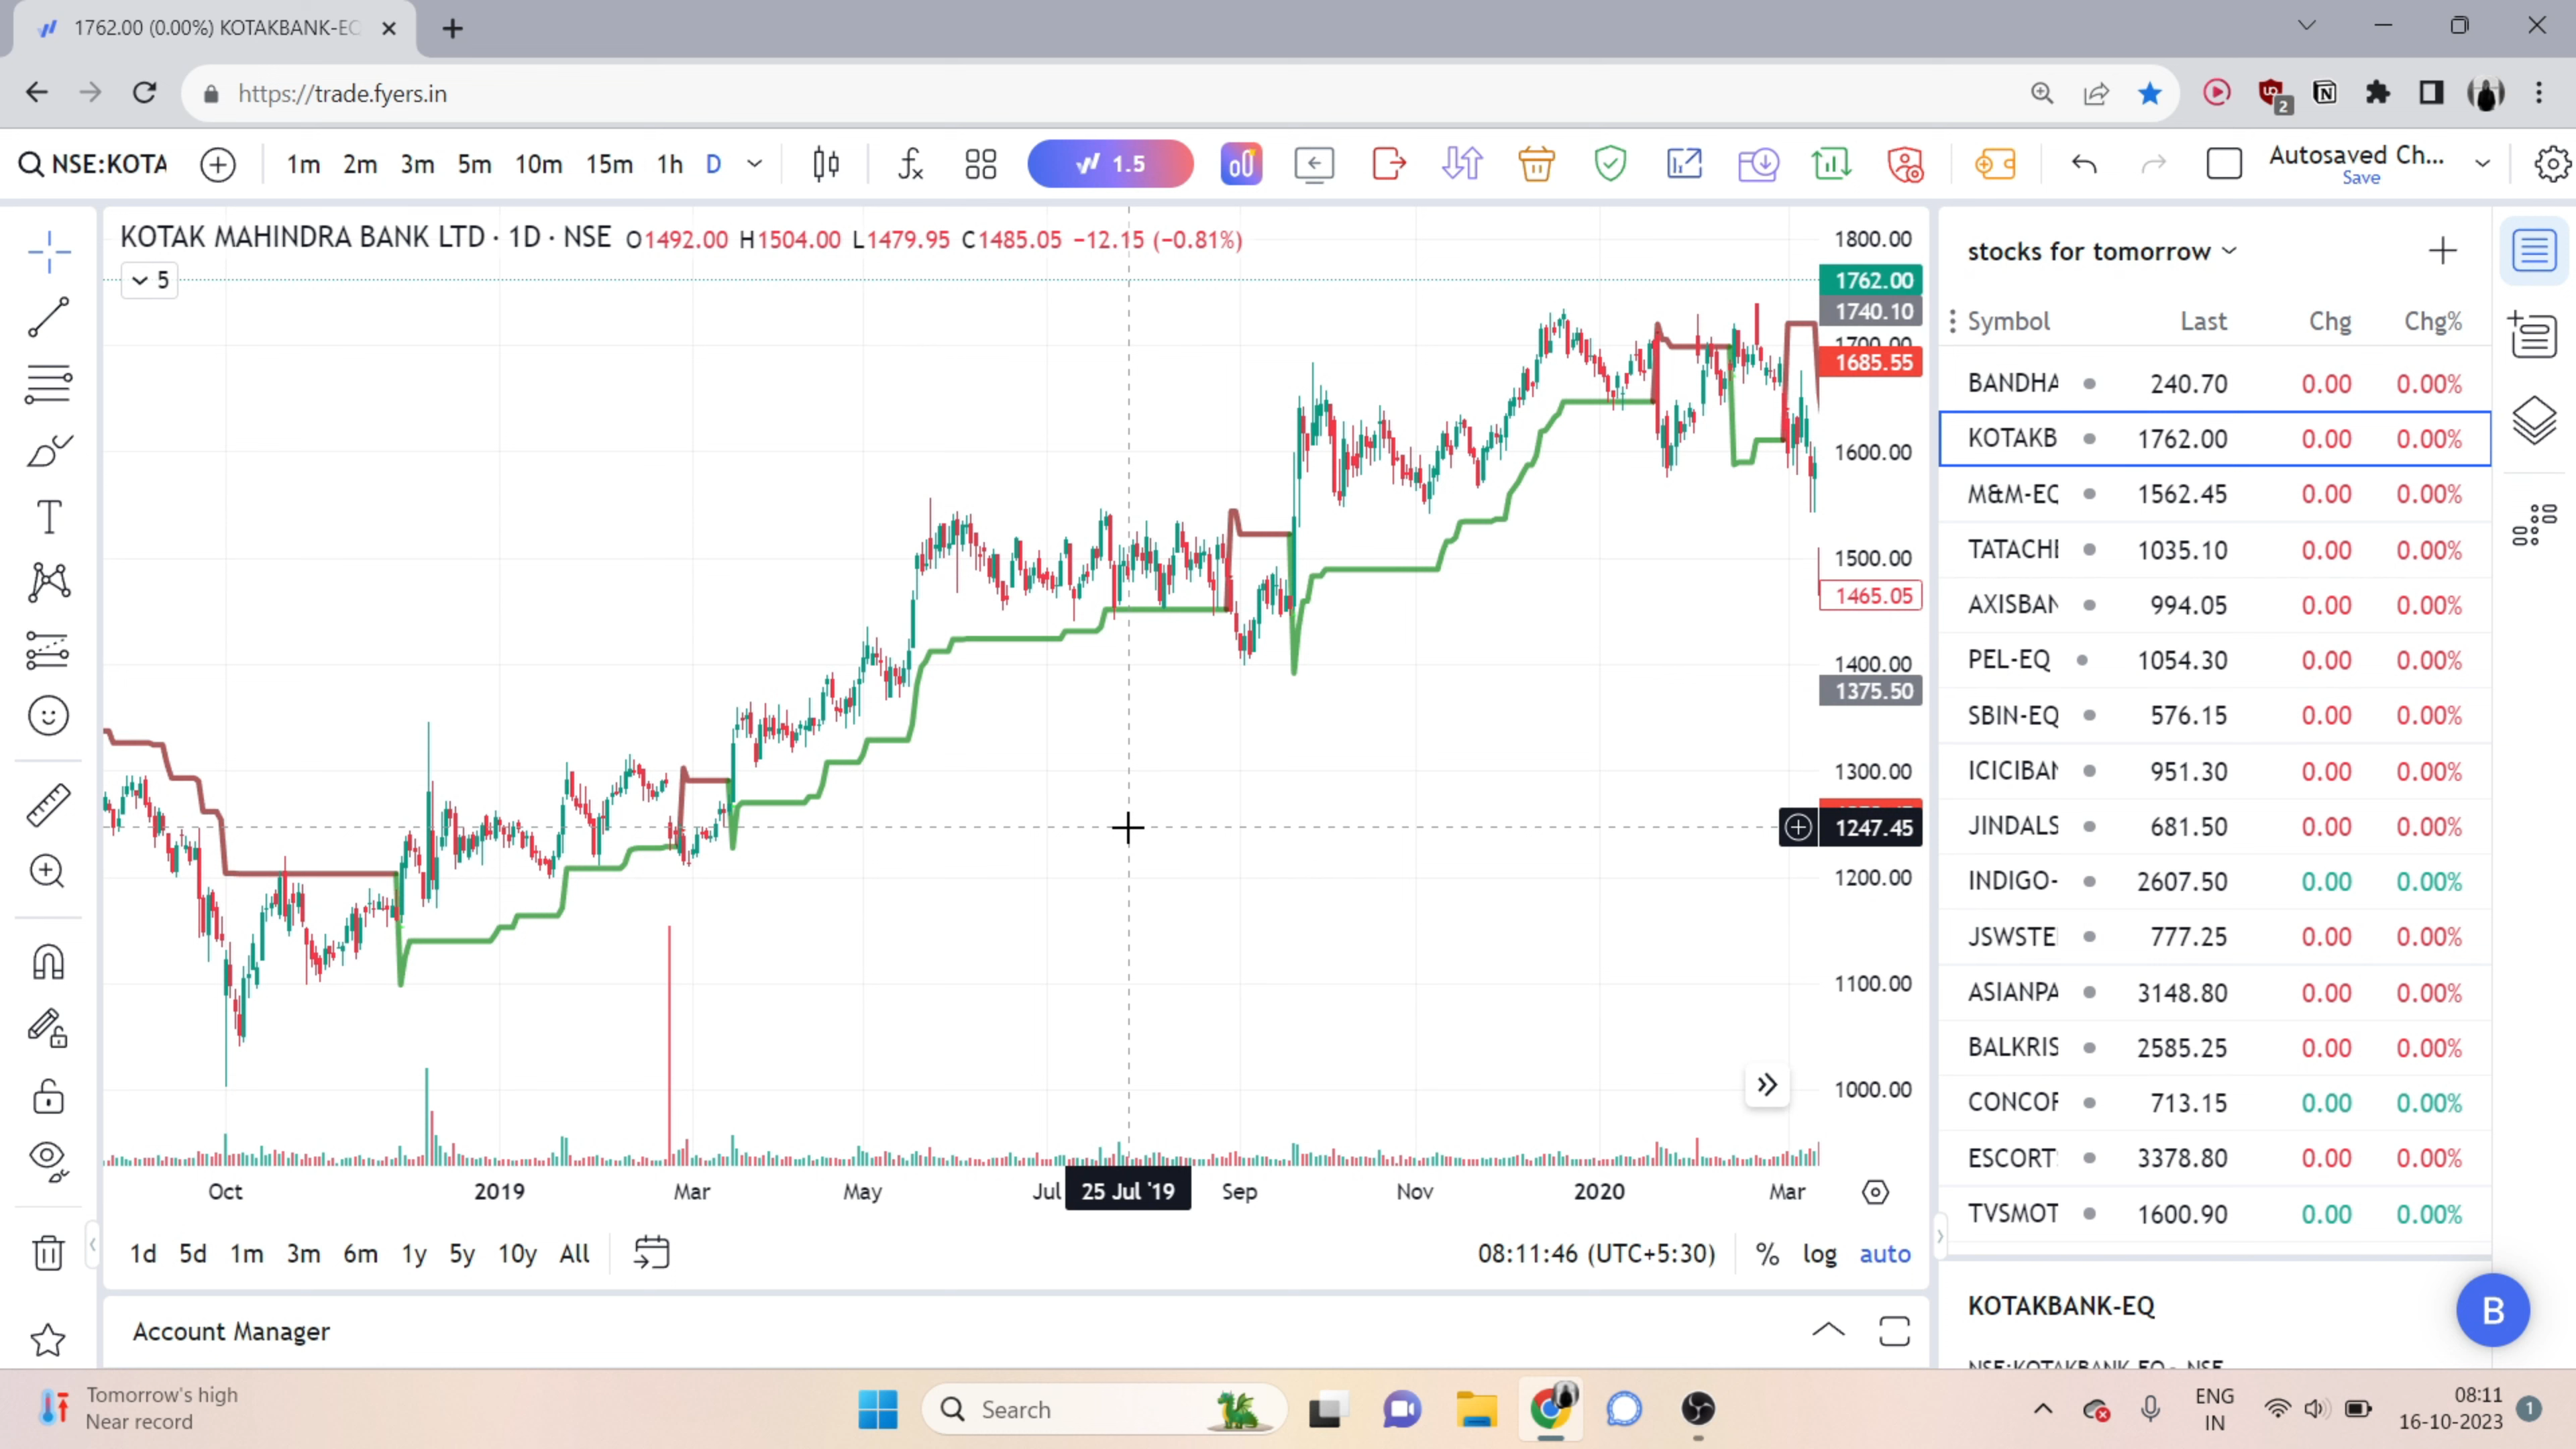 1762.00 (0.00%) KOTAKBANK-EQ
https://trade.fyers.in
2
NSE:KOTA 1m 2m 3m 5m 10m 15m 1h D 1.5 Autosaved Ch...
Save
KOTAK MAHINDRA BANK LTD · 1D · NSE O1492.00 H1504.00 L1479.95 C1485.05 −12.15 (−0.81%)
5
1800.00
1762.00
1740.10
1700.00
1685.55
1600.00
1500.00
1465.05
1400.00
1375.50
1300.00
1247.45
1200.00
1100.00
1000.00
Oct 2019 Mar May Jul 25 Jul '19 Sep Nov 2020 Mar
1d 5d 1m 3m 6m 1y 5y 10y All 08:11:46 (UTC+5:30) % log auto
Account Manager
stocks for tomorrow
Symbol Last Chg Chg%
BANDHA 240.70 0.00 0.00%
KOTAKB 1762.00 0.00 0.00%
M&M-EQ 1562.45 0.00 0.00%
TATACHI 1035.10 0.00 0.00%
AXISBAN 994.05 0.00 0.00%
PEL-EQ 1054.30 0.00 0.00%
SBIN-EQ 576.15 0.00 0.00%
ICICIBAN 951.30 0.00 0.00%
JINDALS 681.50 0.00 0.00%
INDIGO- 2607.50 0.00 0.00%
JSWSTE 777.25 0.00 0.00%
ASIANPA 3148.80 0.00 0.00%
BALKRIS 2585.25 0.00 0.00%
CONCOR 713.15 0.00 0.00%
ESCORT 3378.80 0.00 0.00%
TVSMOT 1600.90 0.00 0.00%
KOTAKBANK-EQ
B
NSE:KOTAKBANK-EQ - NSE
Tomorrow's high
Near record
Search
ENG
IN
08:11
16-10-2023
1